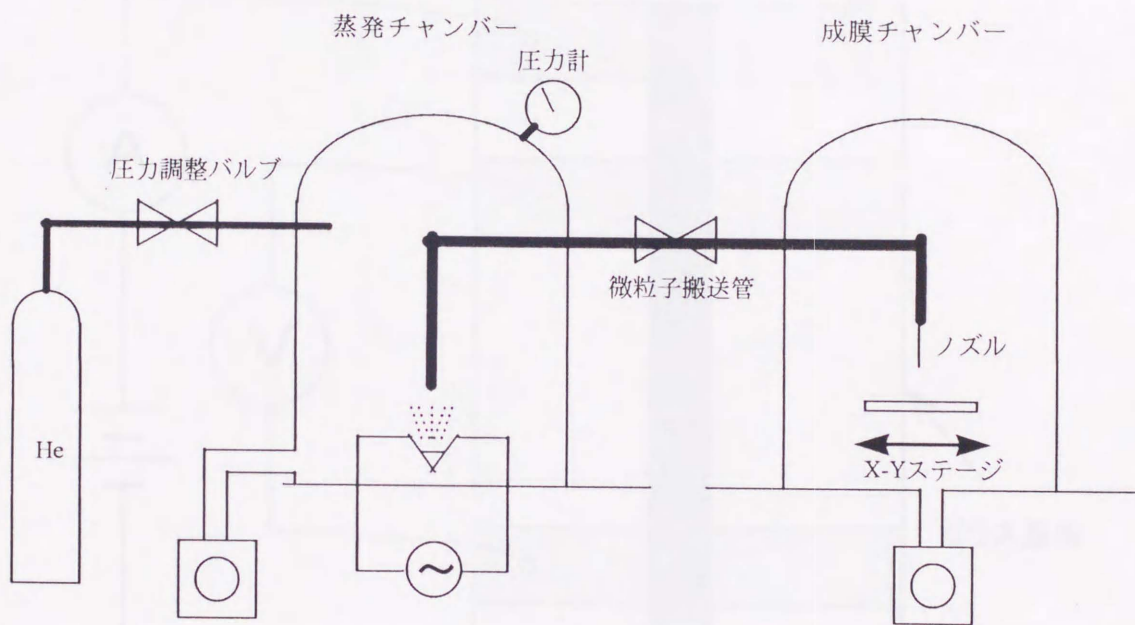 蒸発チャンバー
成膜チャンバー
圧力計
圧力調整バルブ
微粒子搬送管
ノズル
He
X-Yステージ